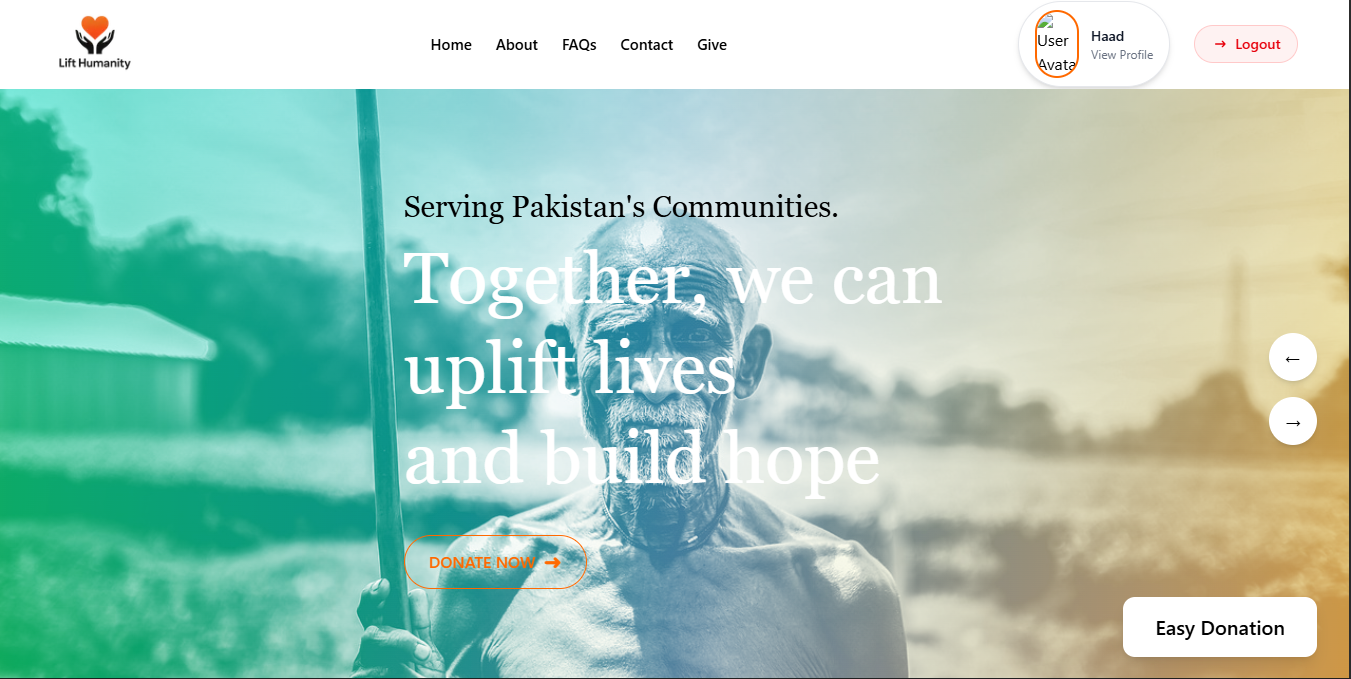 Lift Humanity
Home About FAQs Contact Give
User Avata
Haad
View Profile
→ Logout
Serving Pakistan's Communities.
Together, we can
uplift lives
and build hope
DONATE NOW ➔
←
→
Easy Donation